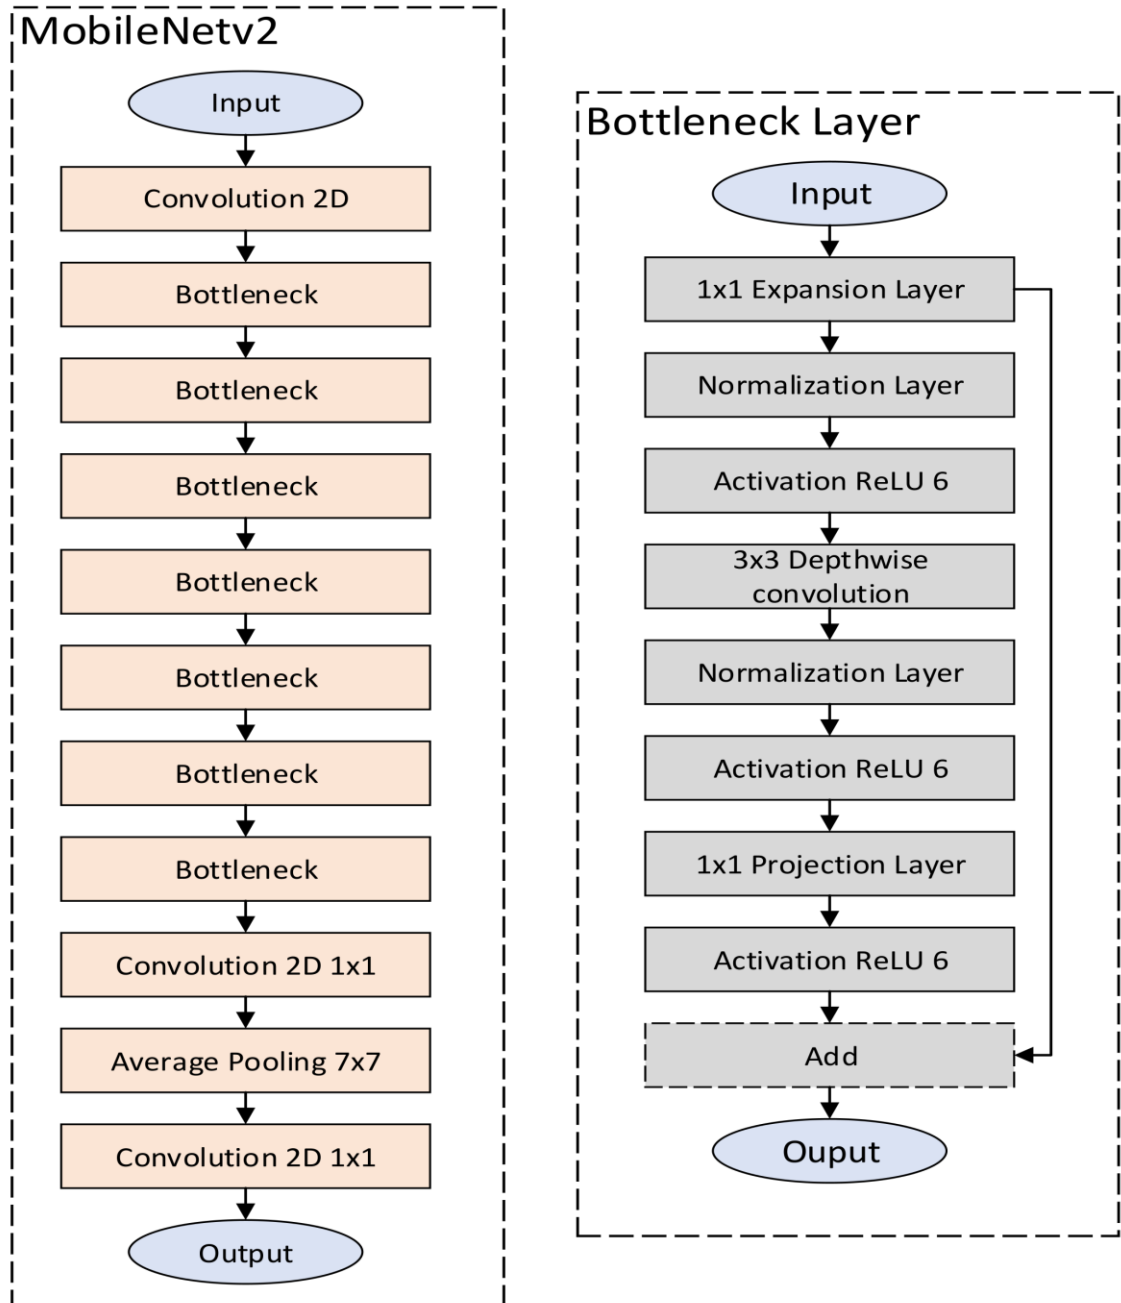 MobileNetv2
Input
Convolution 2D
Bottleneck
Bottleneck
Bottleneck
Bottleneck
Bottleneck
Bottleneck
Bottleneck
Convolution 2D 1x1
Average Pooling 7x7
Convolution 2D 1x1
Output
Bottleneck Layer
Input
1x1 Expansion Layer
Normalization Layer
Activation ReLU 6
3x3 Depthwise
convolution
Normalization Layer
Activation ReLU 6
1x1 Projection Layer
Activation ReLU 6
Add
Ouput